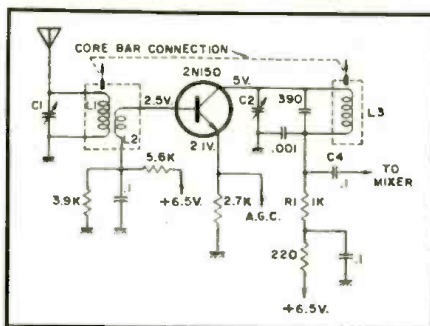 CORE BAR CONNECTION
2N150
5V.
C1
L1
L2
2.5V.
C2
390
L3
2.1V.
.001
C4
.1
TO
MIXER
5.6K
3.9K
.1
+6.5V.
2.7K
A.G.C.
R1
1K
220
.1
+6.5V.